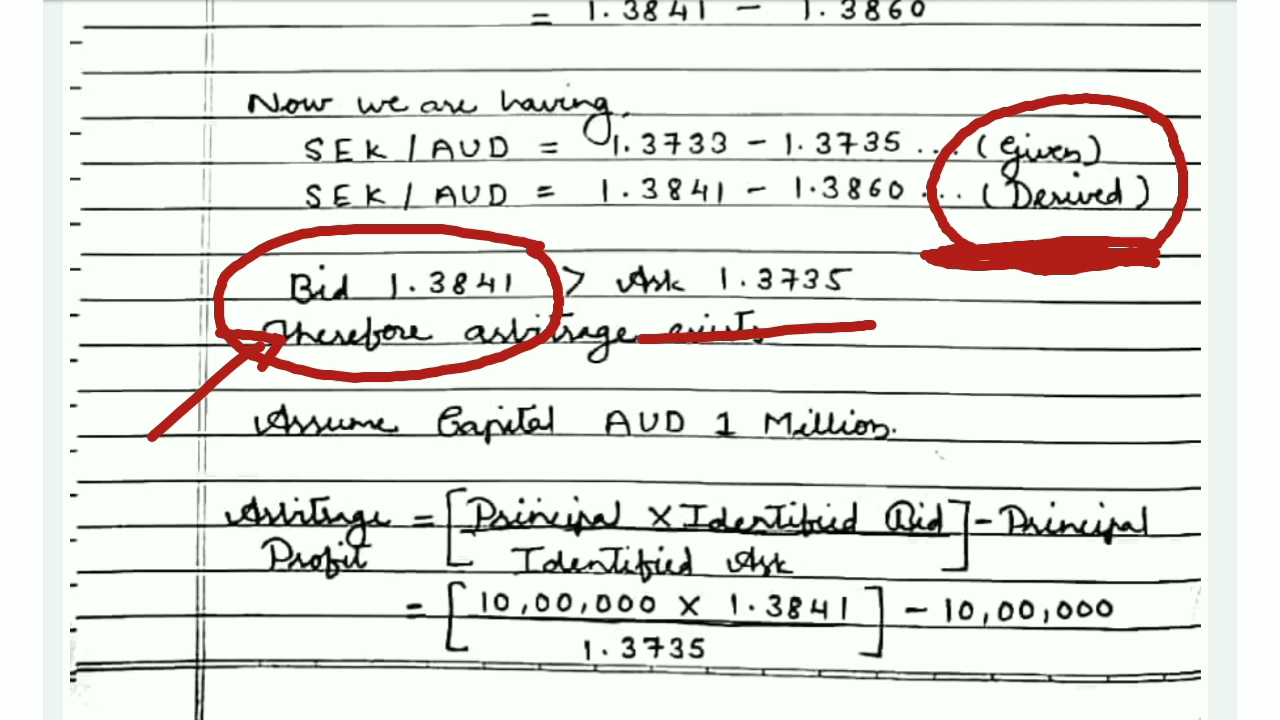 = 1.3841 - 1.3860
Now we are having,
SEK / AUD = 1.3733 - 1.3735 ... (Given)
SEK / AUD = 1.3841 - 1.3860 ... (Derived)
Bid 1.3841 > Ask 1.3735
Therefore arbitrage exists
Assume Capital AUD 1 Million.
Arbitrage = [Principal X Identified Bid] - Principal
Profit Identified Ask
= [10,00,000 X 1.3841] - 10,00,000
1.3735